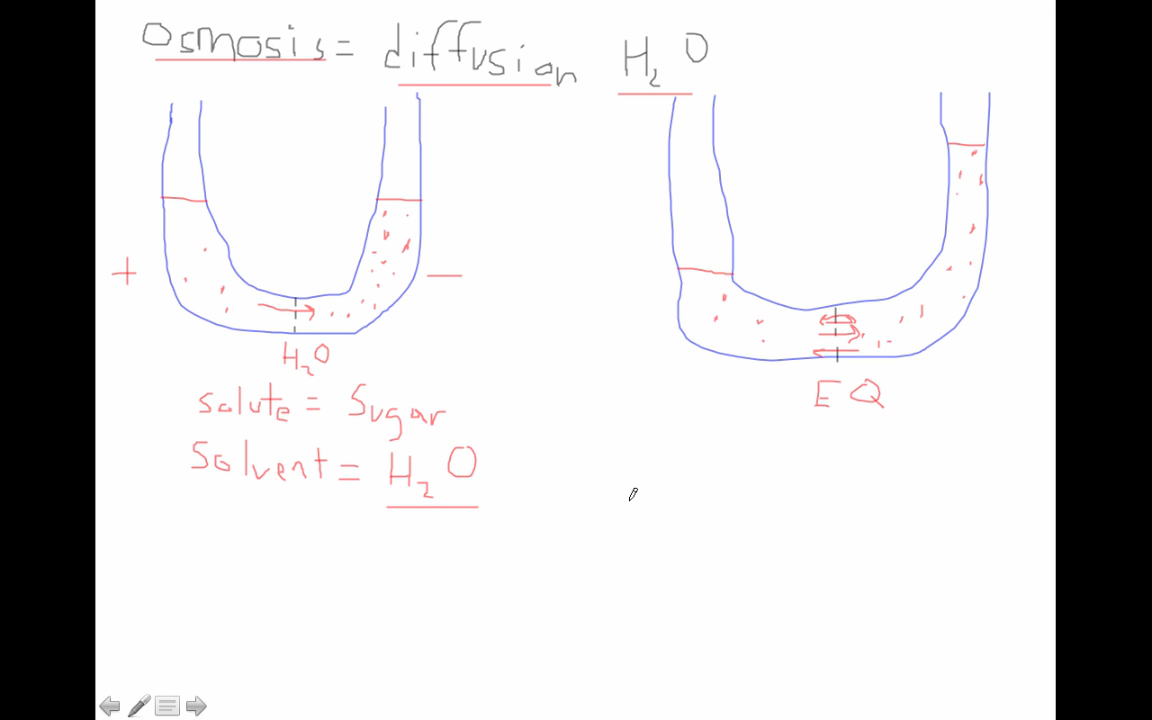 Osmosis = diffusion H₂O
+
−
H₂O
EQ
Solute = Sugar
Solvent = H₂O